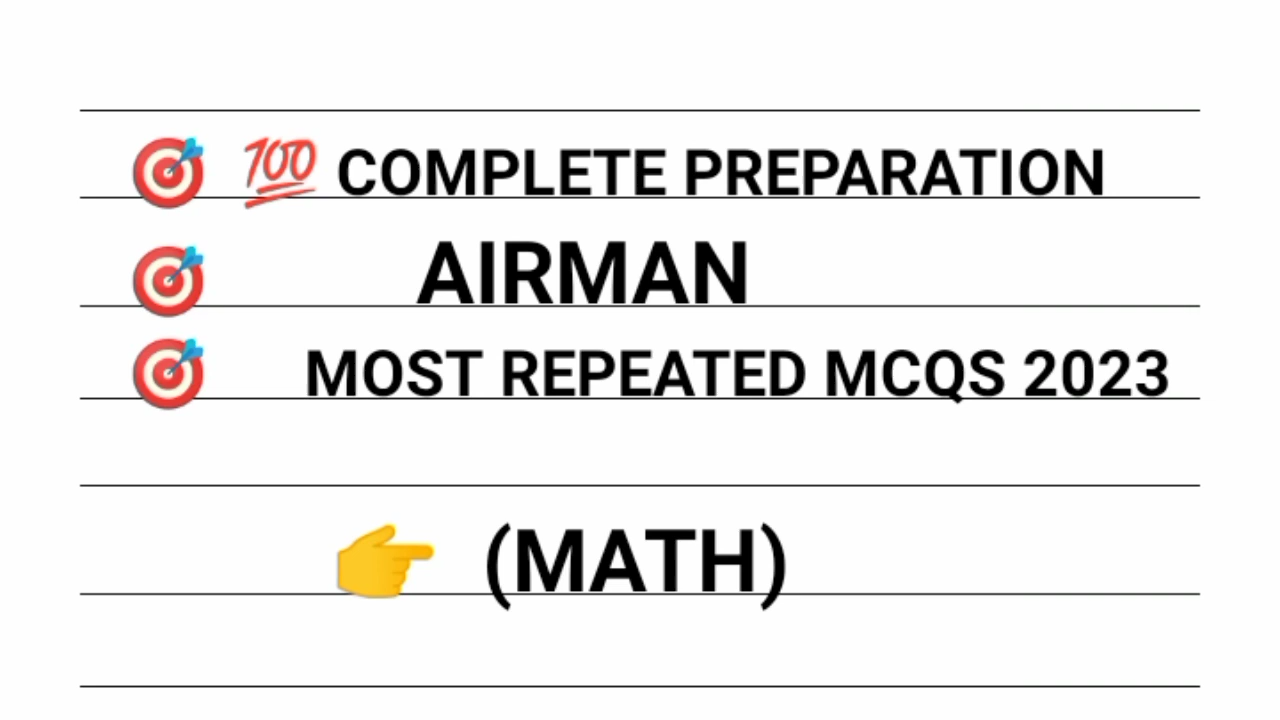 🎯 💯 COMPLETE PREPARATION
🎯 AIRMAN
🎯 MOST REPEATED MCQS 2023
👉 (MATH)